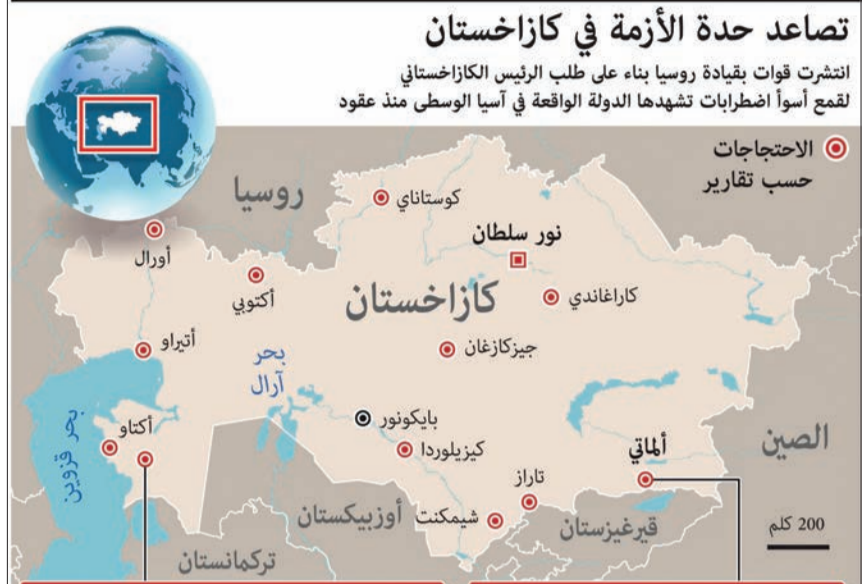 تصاعد حدة الأزمة في كازاخستان
انتشرت قوات بقيادة روسيا بناء على طلب الرئيس الكازاخستاني
لقمع أسوأ اضطرابات تشهدها الدولة الواقعة في آسيا الوسطى منذ عقود
الاحتجاجات
حسب تقارير
روسيا
كوستاناي
نور سلطان
أورال
أكتوبي
كازاخستان
كاراغاندي
أتيراو
جيزكازغان
بحر
آرال
بايكونور
أكتاو
بحر قزوين
كيزيلوردا
ألماتي
الصين
تاراز
شيمكنت
أوزبيكستان
قيرغيزستان
تركمانستان
200 كلم